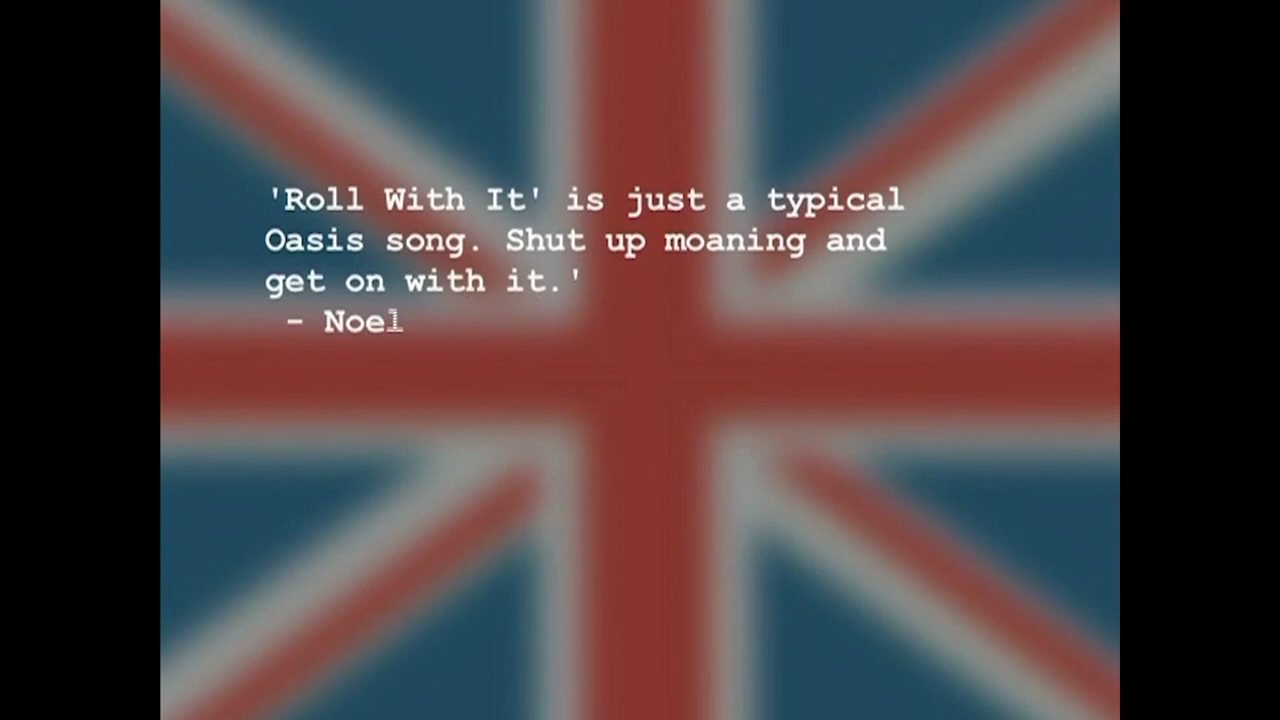 'Roll With It' is just a typical
Oasis song. Shut up moaning and
get on with it.'
- Noel